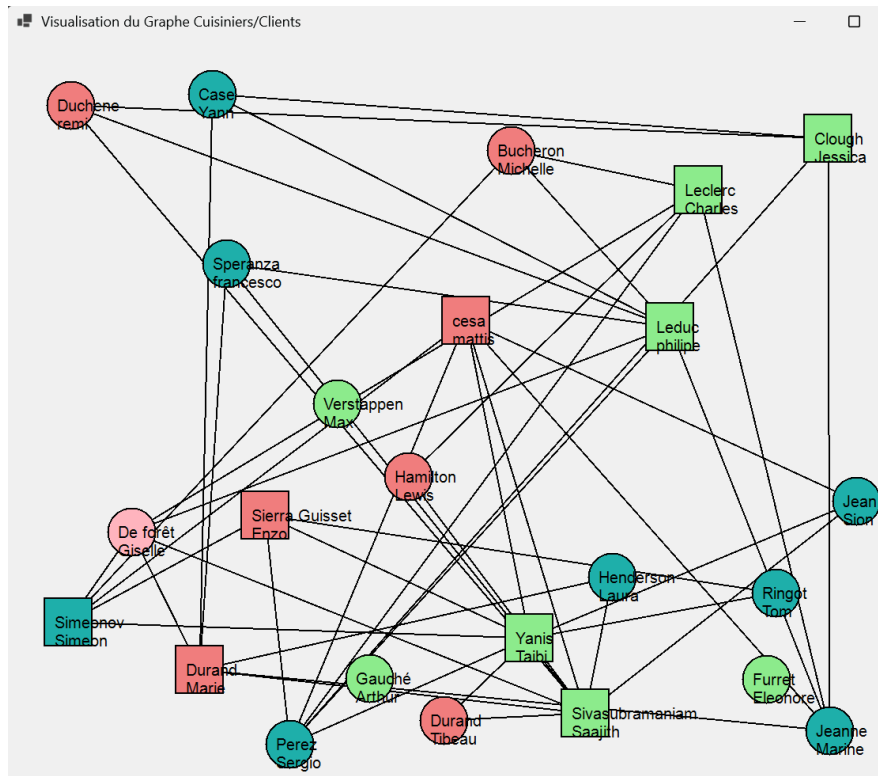 Visualisation du Graphe Cuisiniers/Clients
Duchene
remi
Case
Yann
Clough
Jessica
Bucheron
Michelle
Leclerc
Charles
Speranza
francesco
cesa
mattis
Leduc
philipe
Verstappen
Max
Hamilton
Lewis
Sierra Guisset
Enzo
De forêt
Giselle
Jean
Sion
Henderson
Laura
Ringot
Tom
Simeonov
Simeon
Yanis
Taibi
Durand
Marie
Gauché
Arthur
Furret
Eleonore
Sivasubramaniam
Saajith
Durand
Tibeau
Perez
Sergio
Jeanne
Marine